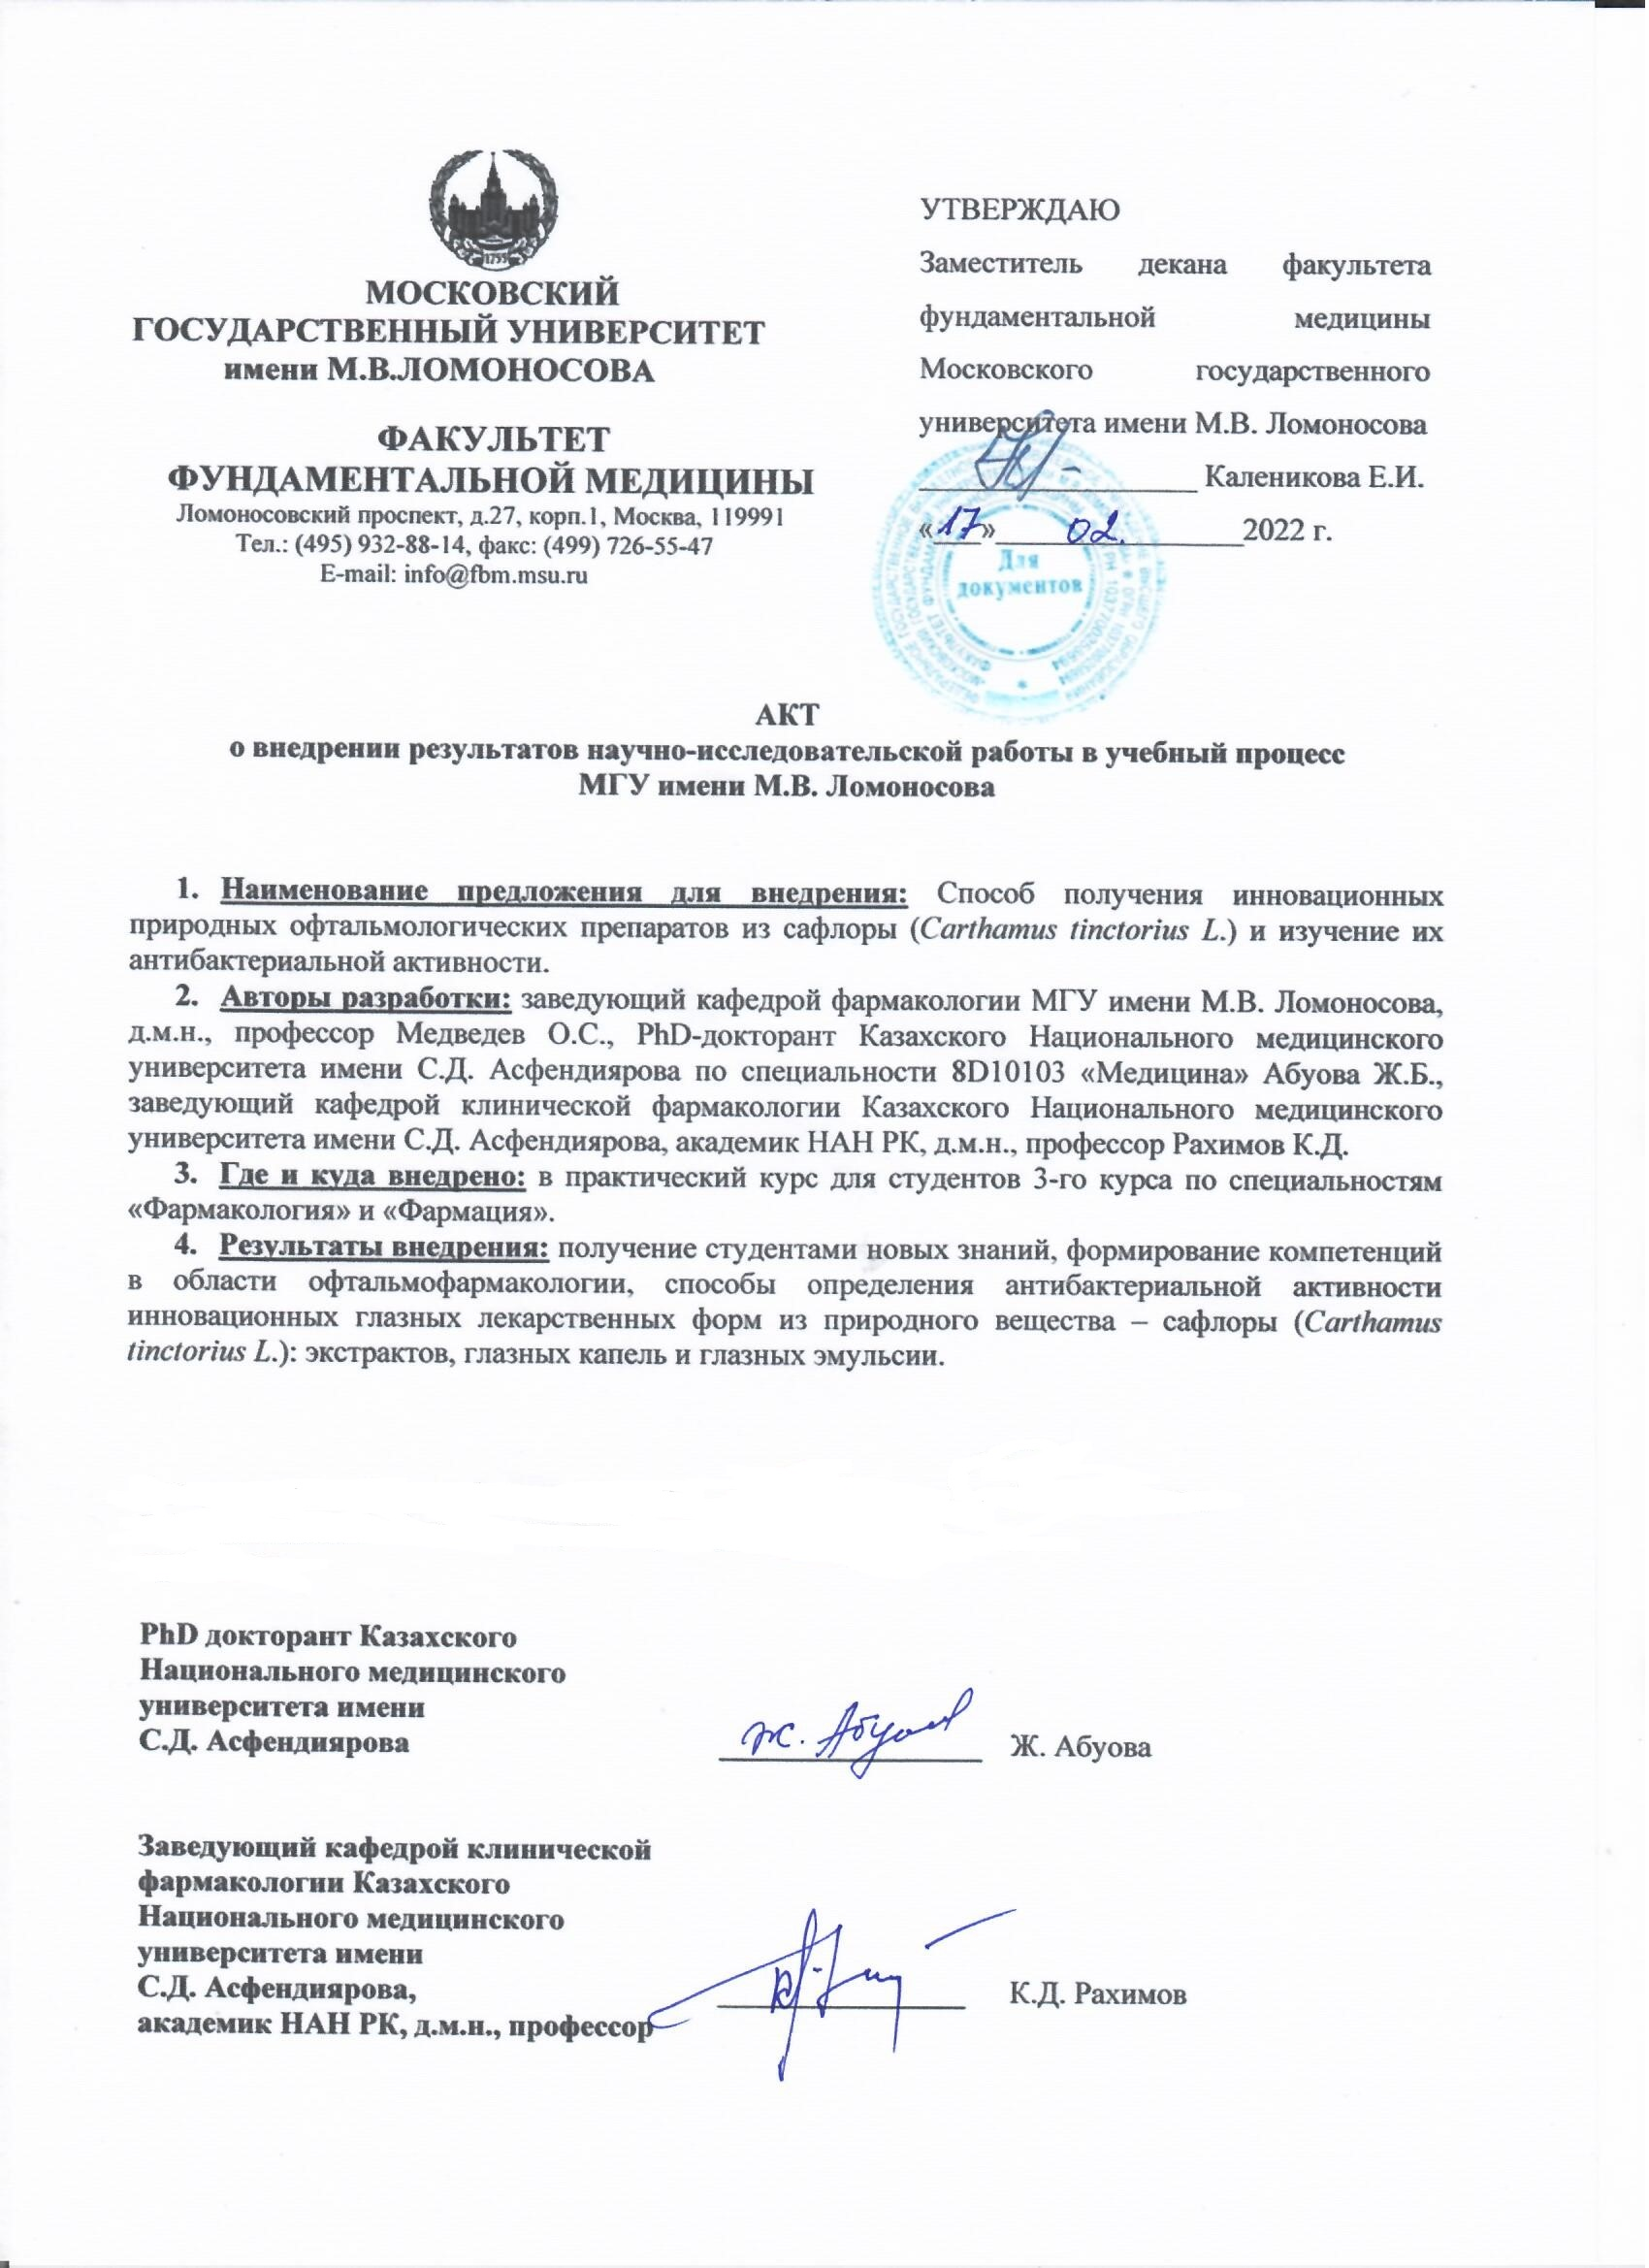 1755
МОСКОВСКИЙ
ГОСУДАРСТВЕННЫЙ УНИВЕРСИТЕТ
имени М.В.ЛОМОНОСОВА
ФАКУЛЬТЕТ
ФУНДАМЕНТАЛЬНОЙ МЕДИЦИНЫ
Ломоносовский проспект, д.27, корп.1, Москва, 119991
Тел.: (495) 932-88-14, факс: (499) 726-55-47
E-mail: info@fbm.msu.ru
УТВЕРЖДАЮ
Заместитель декана факультета
фундаментальной медицины
Московского государственного
университета имени М.В. Ломоносова
Каленикова Е.И.
«17» 02. 2022 г.
Для
документов
АКТ
о внедрении результатов научно-исследовательской работы в учебный процесс
МГУ имени М.В. Ломоносова
1. Наименование предложения для внедрения: Способ получения инновационных
природных офтальмологических препаратов из сафлоры (Carthamus tinctorius L.) и изучение их
антибактериальной активности.
2. Авторы разработки: заведующий кафедрой фармакологии МГУ имени М.В. Ломоносова,
д.м.н., профессор Медведев О.С., PhD-докторант Казахского Национального медицинского
университета имени С.Д. Асфендиярова по специальности 8D10103 «Медицина» Абуова Ж.Б.,
заведующий кафедрой клинической фармакологии Казахского Национального медицинского
университета имени С.Д. Асфендиярова, академик НАН РК, д.м.н., профессор Рахимов К.Д.
3. Где и куда внедрено: в практический курс для студентов 3-го курса по специальностям
«Фармакология» и «Фармация».
4. Результаты внедрения: получение студентами новых знаний, формирование компетенций
в области офтальмофармакологии, способы определения антибактериальной активности
инновационных глазных лекарственных форм из природного вещества – сафлоры (Carthamus
tinctorius L.): экстрактов, глазных капель и глазных эмульсии.
PhD докторант Казахского
Национального медицинского
университета имени
С.Д. Асфендиярова
Ж. Абуова Ж. Абуова
Заведующий кафедрой клинической
фармакологии Казахского
Национального медицинского
университета имени
С.Д. Асфендиярова,
академик НАН РК, д.м.н., профессор
К.Д. Рахимов